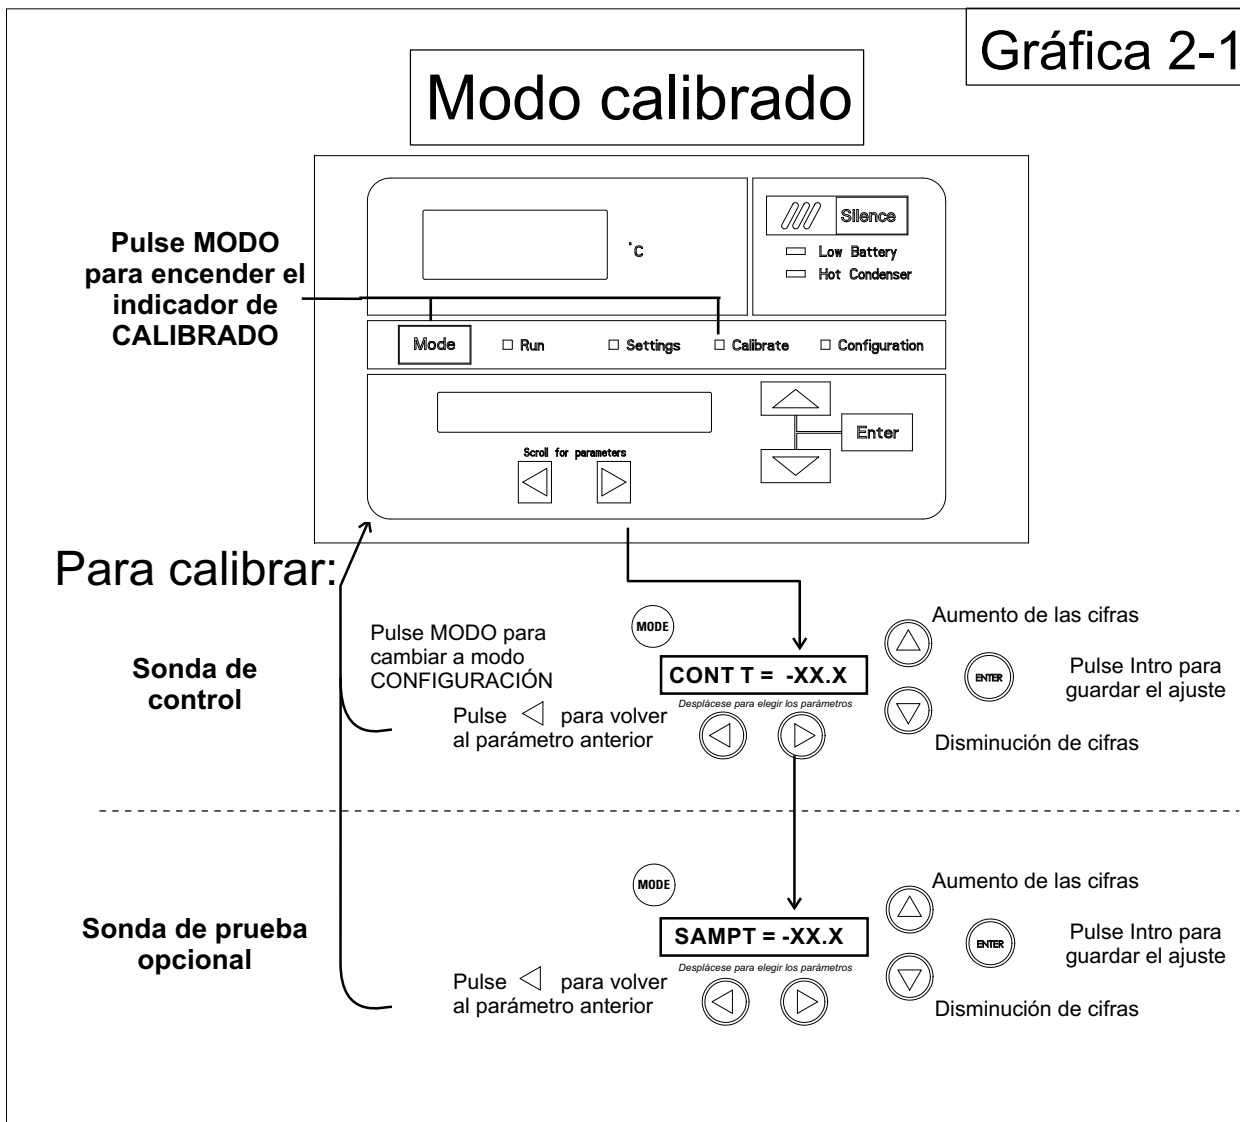 Gráfica 2-1
Modo calibrado
Pulse MODO
para encender el
indicador de
CALIBRADO
°C
Silence
Low Battery
Hot Condenser
Mode
Run
Settings
Calibrate
Configuration
Scroll for parameters
Enter
Para calibrar:
Sonda de
control
Pulse MODO para
cambiar a modo
CONFIGURACIÓN
Pulse para volver
al parámetro anterior
MODE
CONT T = -XX.X
Desplácese para elegir los parámetros
Aumento de las cifras
ENTER
Pulse Intro para
guardar el ajuste
Disminución de cifras
Sonda de prueba
opcional
Pulse para volver
al parámetro anterior
MODE
SAMPT = -XX.X
Desplácese para elegir los parámetros
Aumento de las cifras
ENTER
Pulse Intro para
guardar el ajuste
Disminución de cifras